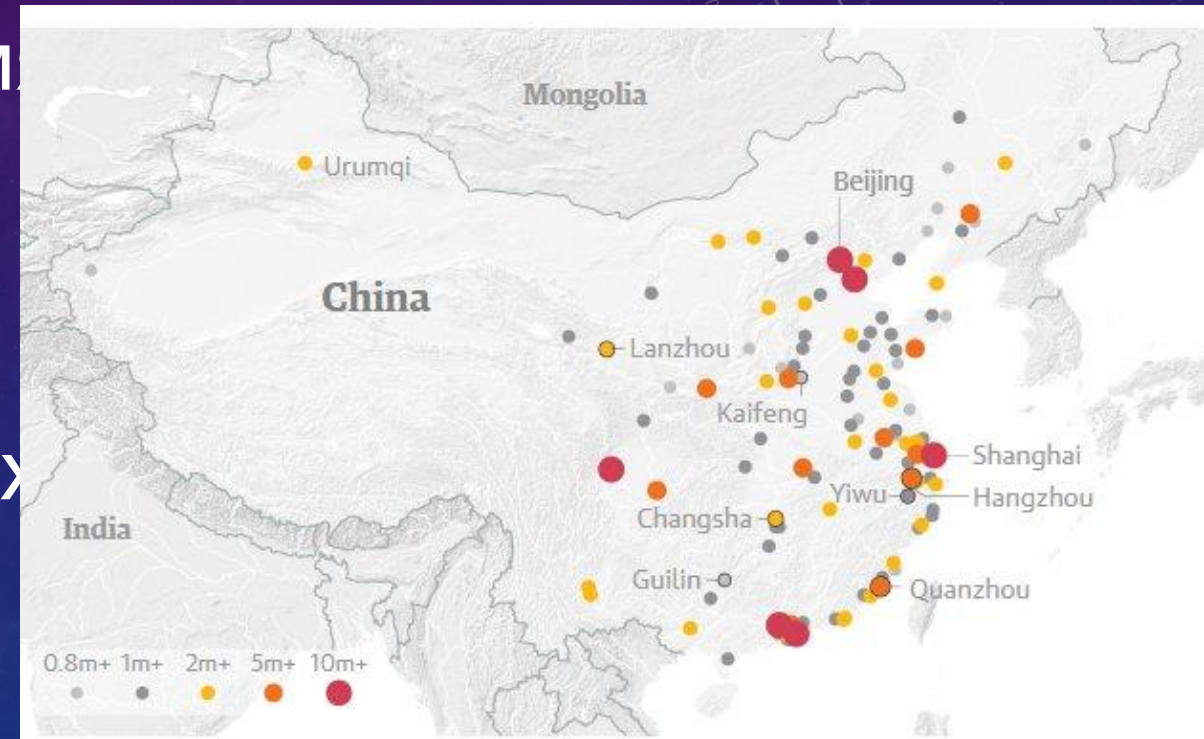 Mongolia
Urumqi
Beijing
China
Lanzhou
Kaifeng
Shanghai
Yiwu
Hangzhou
India
Changsha
Guilin
Quanzhou
0.8m+ 1m+ 2m+ 5m+ 10m+